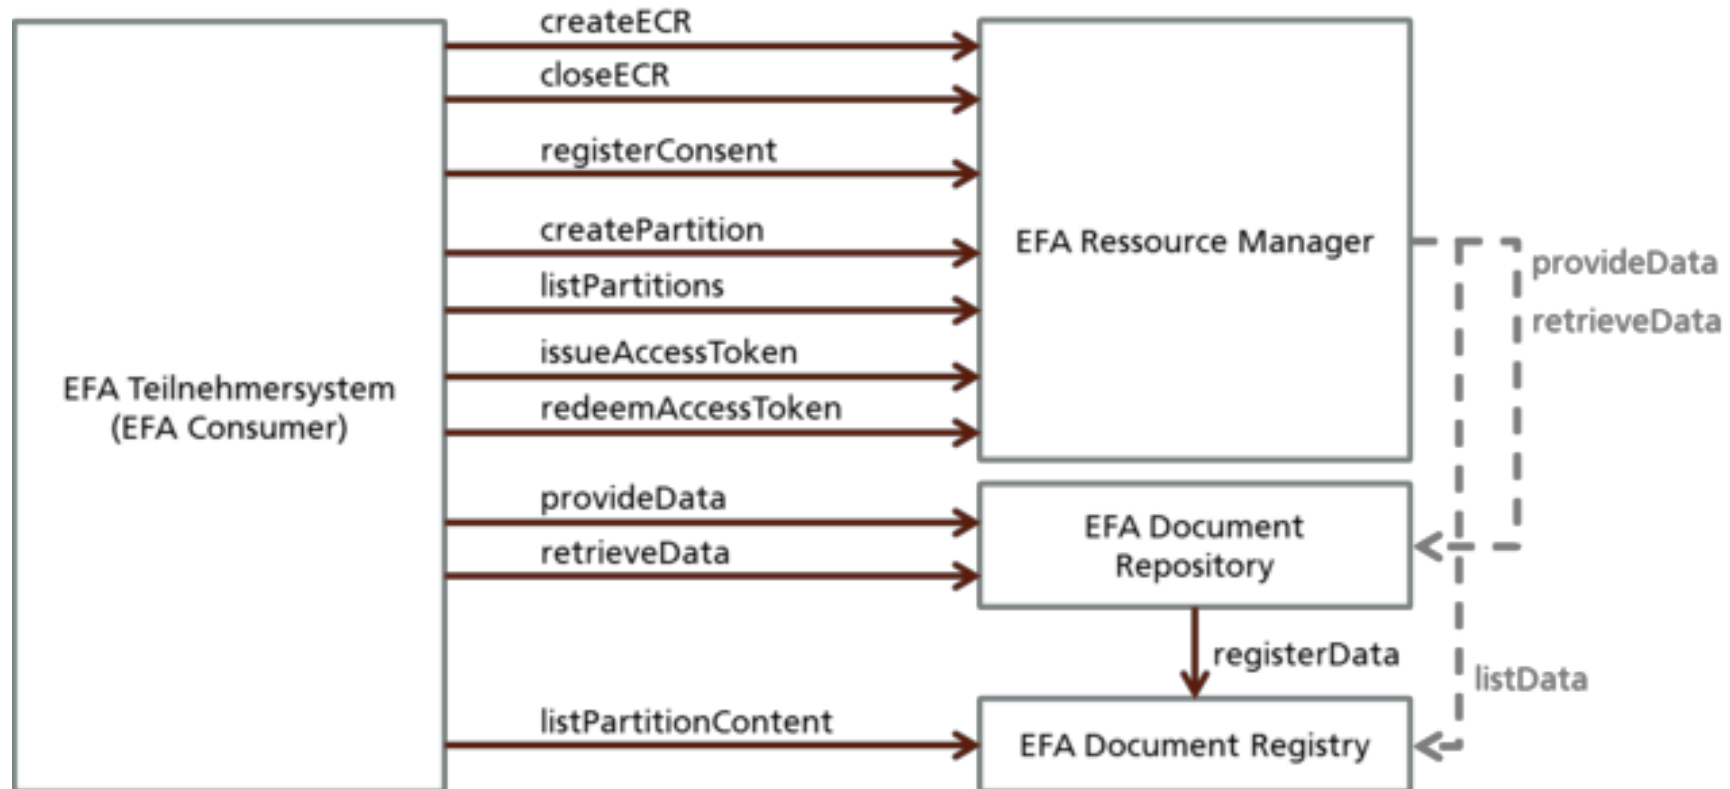 createECR
closeECR
registerConsent
createPartition
listPartitions
issueAccessToken
redeemAccessToken
provideData
retrieveData
listPartitionContent
EFA Teilnehmersystem
(EFA Consumer)
EFA Ressource Manager
EFA Document
Repository
registerData
EFA Document Registry
provideData
retrieveData
listData